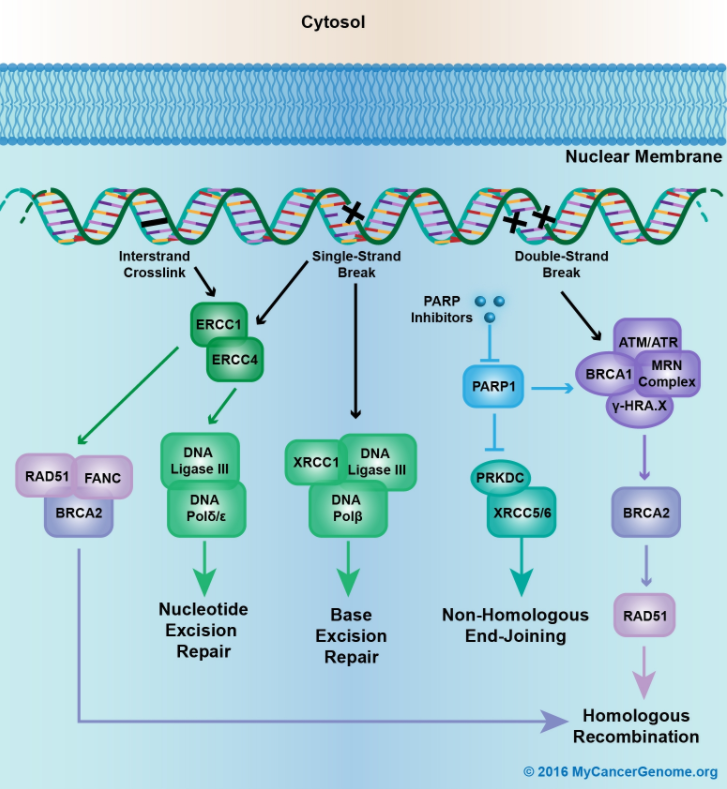 Cytosol
Nuclear Membrane
Interstrand
Crosslink
Single-Strand
Break
Double-Strand
Break
PARP
Inhibitors
ERCC1
ERCC4
PARP1
ATM/ATR
BRCA1
MRN
Complex
γ-HRA.X
RAD51
FANC
BRCA2
DNA
Ligase III
DNA
Polδ/ε
XRCC1
DNA
Ligase III
DNA
Polβ
PRKDC
XRCC5/6
BRCA2
RAD51
Nucleotide
Excision
Repair
Base
Excision
Repair
Non-Homologous
End-Joining
Homologous
Recombination
© 2016 MyCancerGenome.org